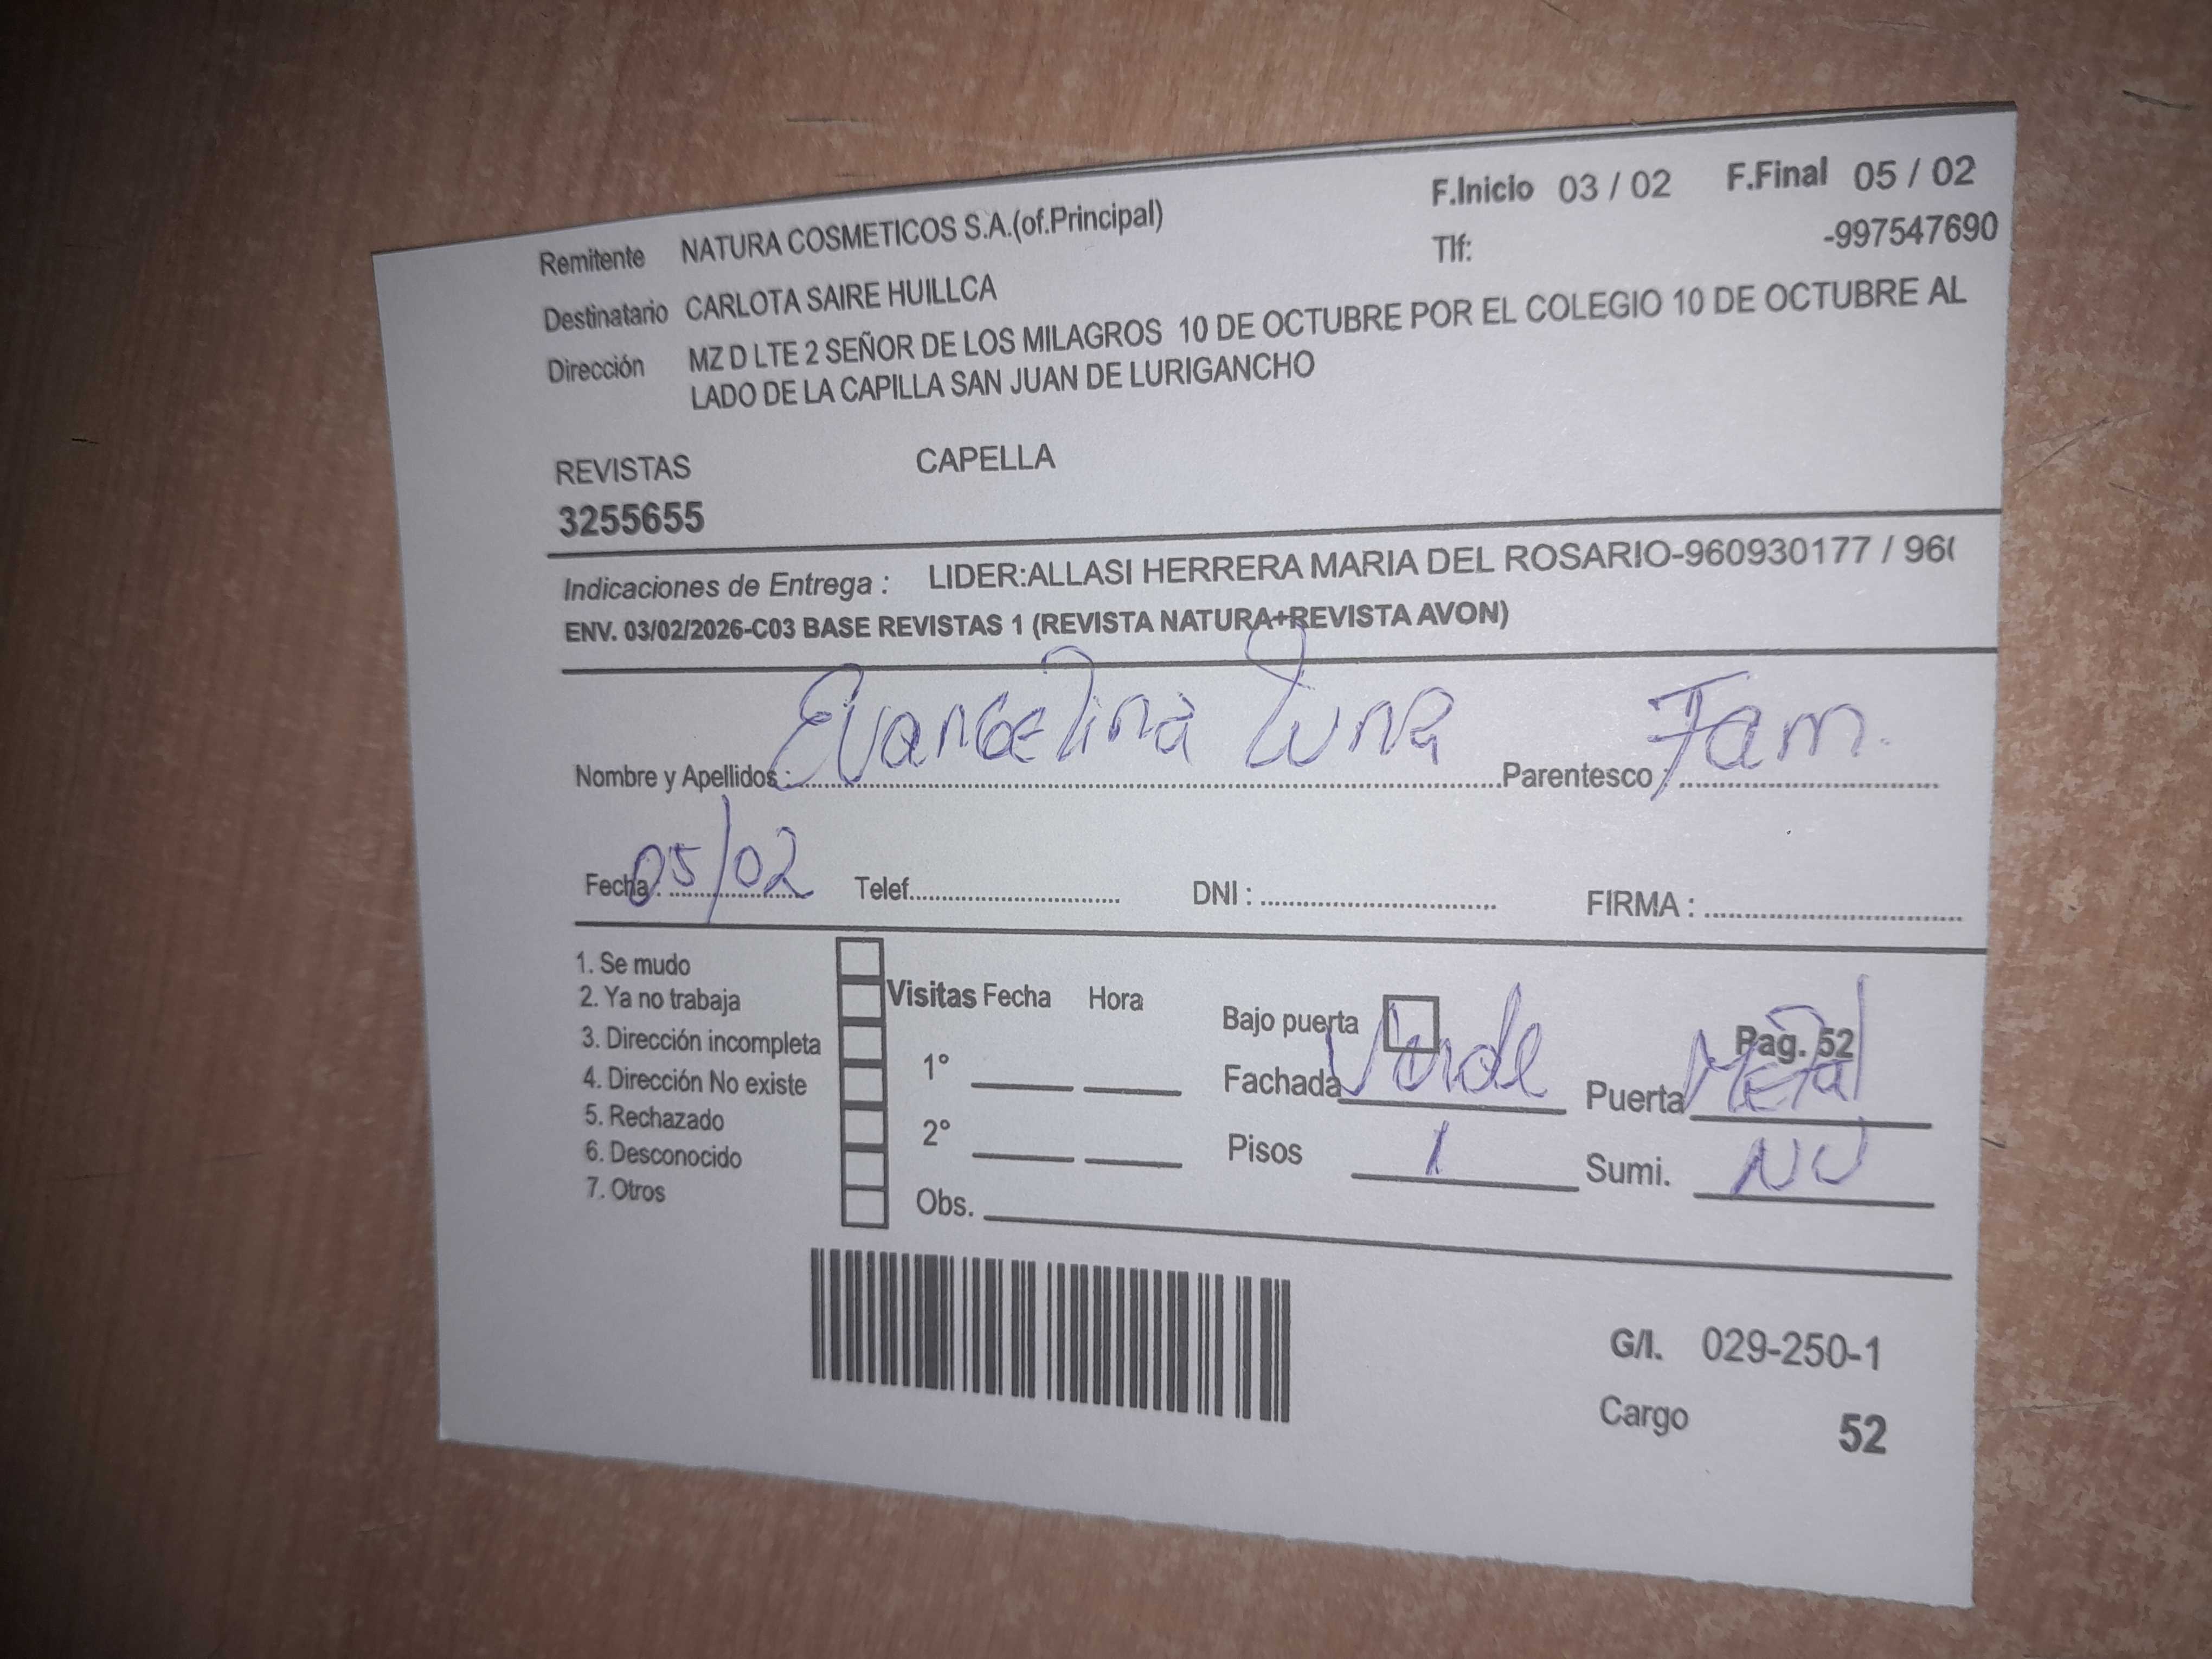 Remitente NATURA COSMETICOS S.A.(of.Principal) F.Inicio 03 / 02 F.Final 05 / 02
Tlf: -997547690
Destinatario CARLOTA SAIRE HUILLCA
Dirección MZ D LTE 2 SEÑOR DE LOS MILAGROS 10 DE OCTUBRE POR EL COLEGIO 10 DE OCTUBRE AL
LADO DE LA CAPILLA SAN JUAN DE LURIGANCHO
REVISTAS CAPELLA
3255655
Indicaciones de Entrega : LIDER:ALLASI HERRERA MARIA DEL ROSARIO-960930177 / 96
ENV. 03/02/2026-C03 BASE REVISTAS 1 (REVISTA NATURA+REVISTA AVON)
Nombre y Apellidos : Evangelina Luna Parentesco : Fam.
Fecha : 05/02 Telef. DNI : FIRMA :
1. Se mudo
2. Ya no trabaja
3. Dirección incompleta
4. Dirección No existe
5. Rechazado
6. Desconocido
7. Otros
Visitas Fecha Hora
1°
2°
Obs.
Bajo puerta Pag. 52
Fachada Verde Puerta Metal
Pisos 1 Sumi. NO
G/I. 029-250-1
Cargo 52